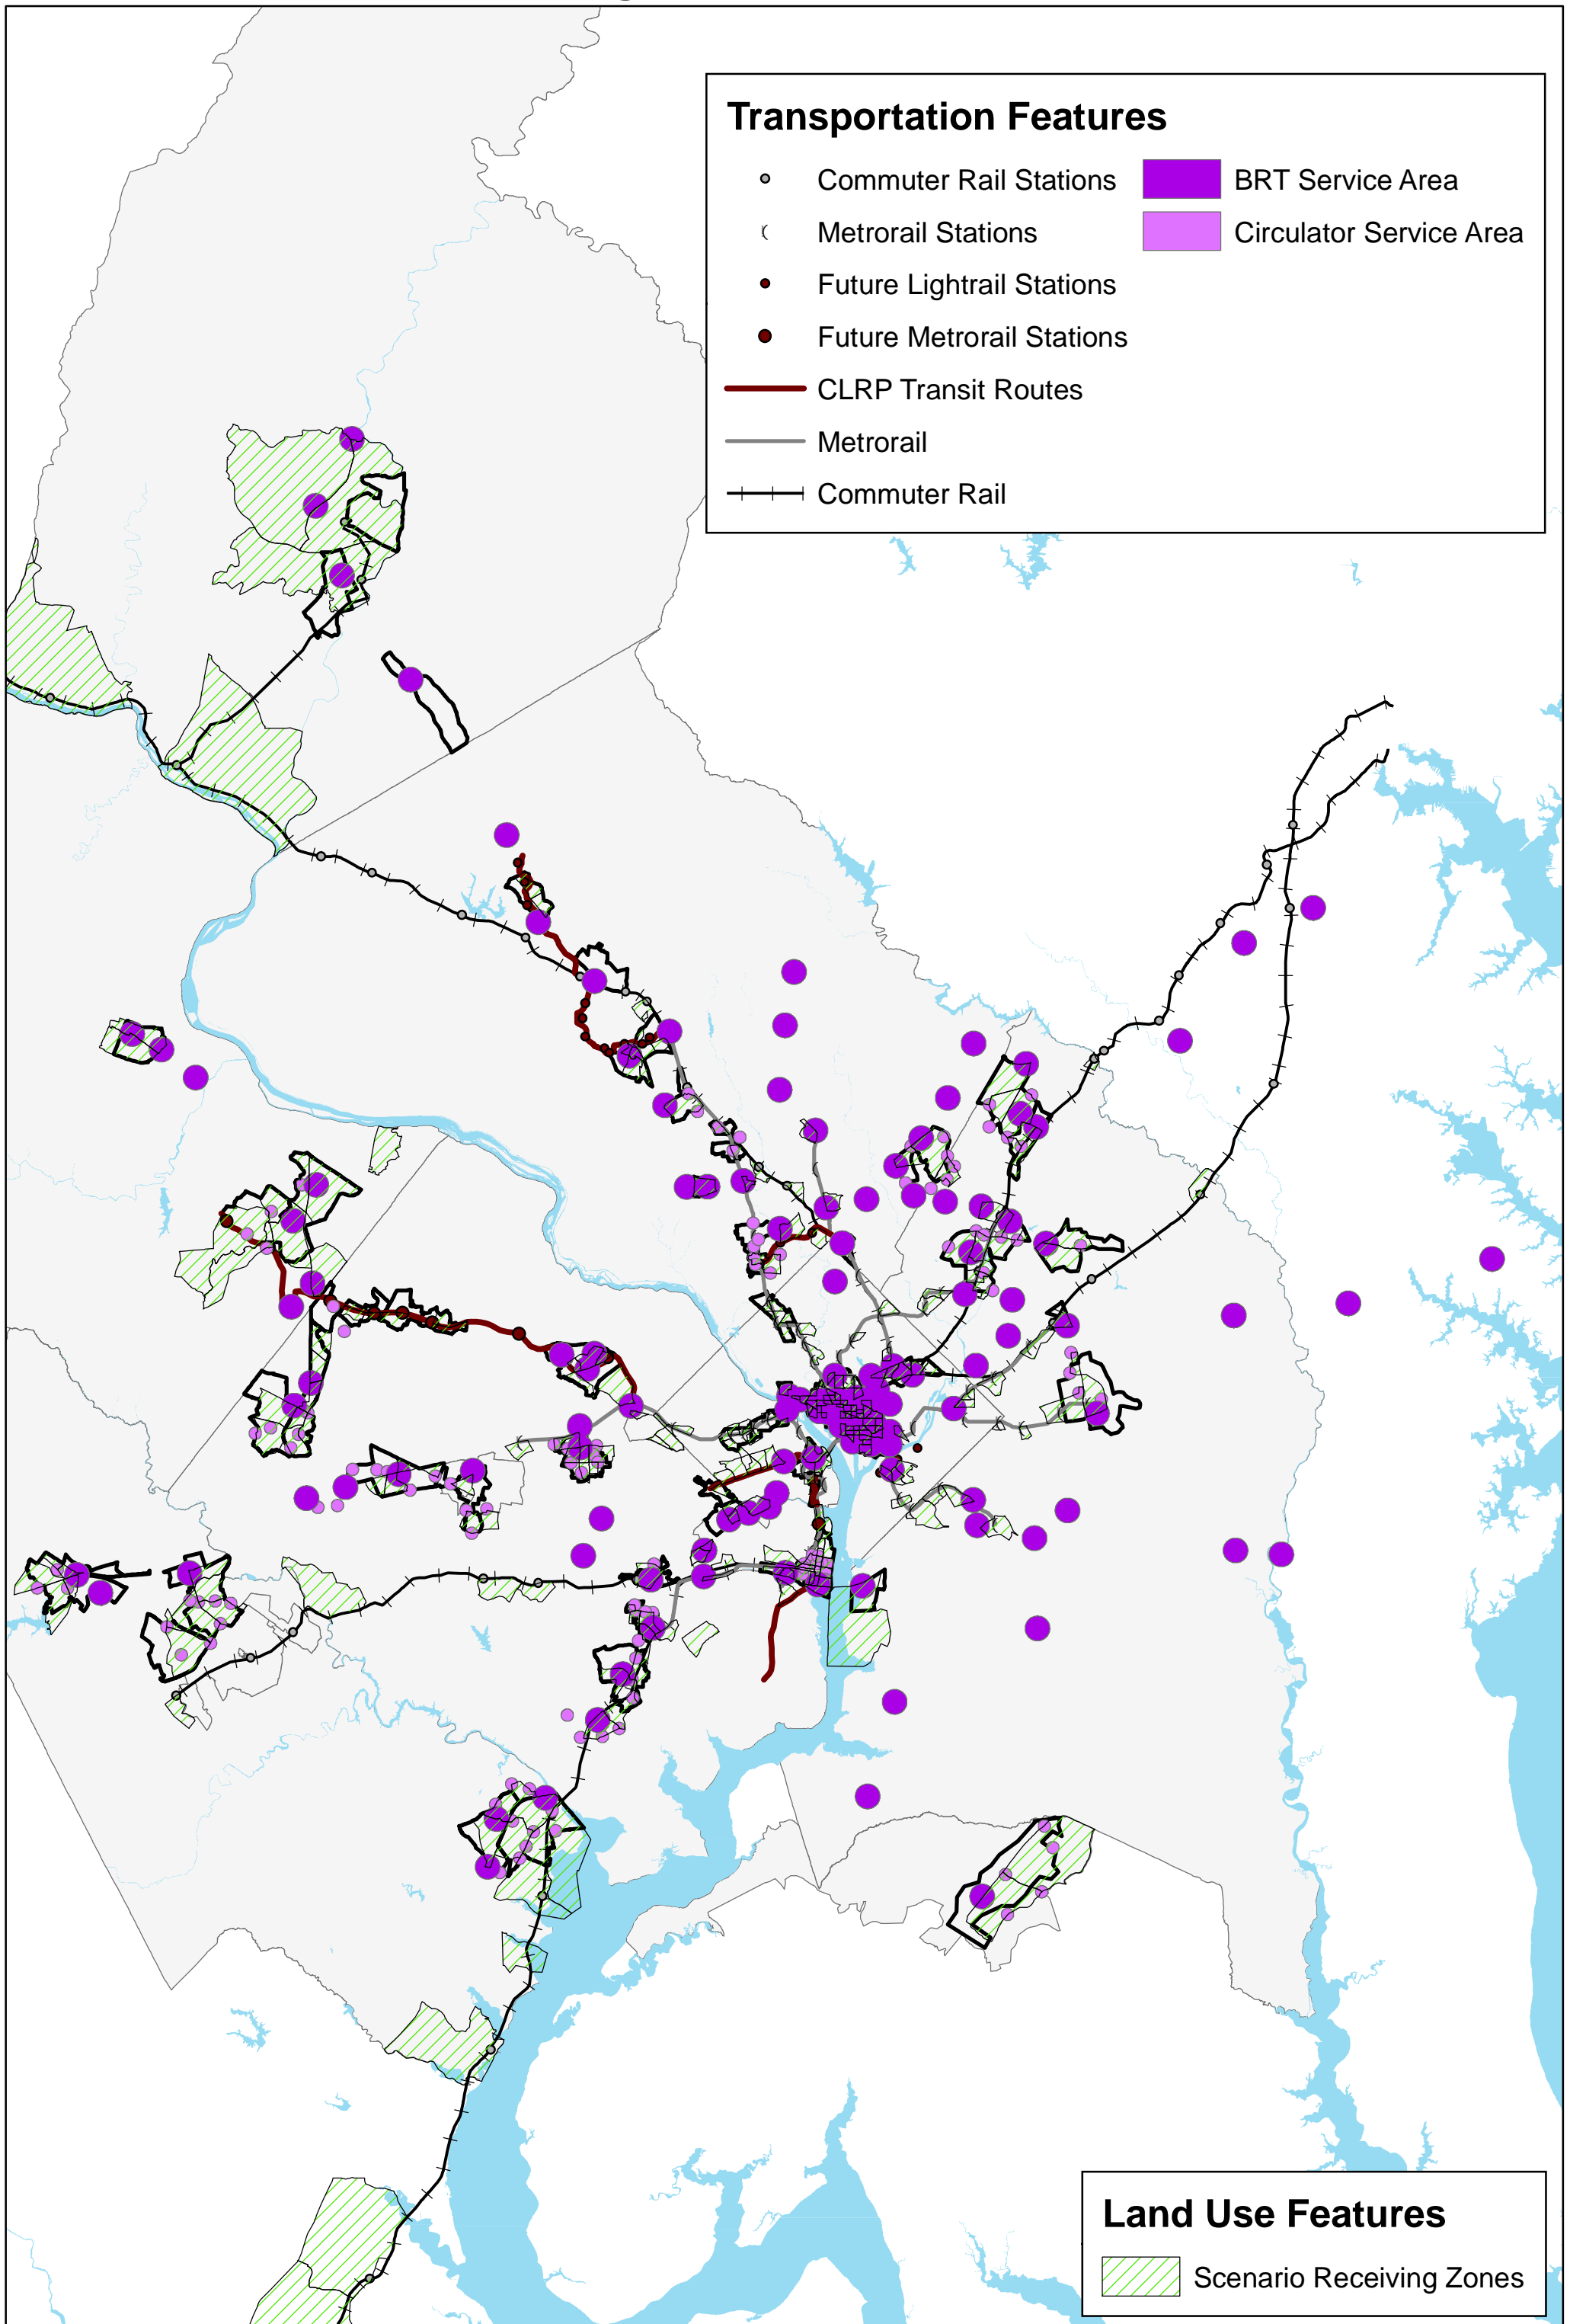 Transportation Features
Commuter Rail Stations
BRT Service Area
Metrorail Stations
Circulator Service Area
Future Lightrail Stations
Future Metrorail Stations
CLRP Transit Routes
Metrorail
Commuter Rail
Land Use Features
Scenario Receiving Zones